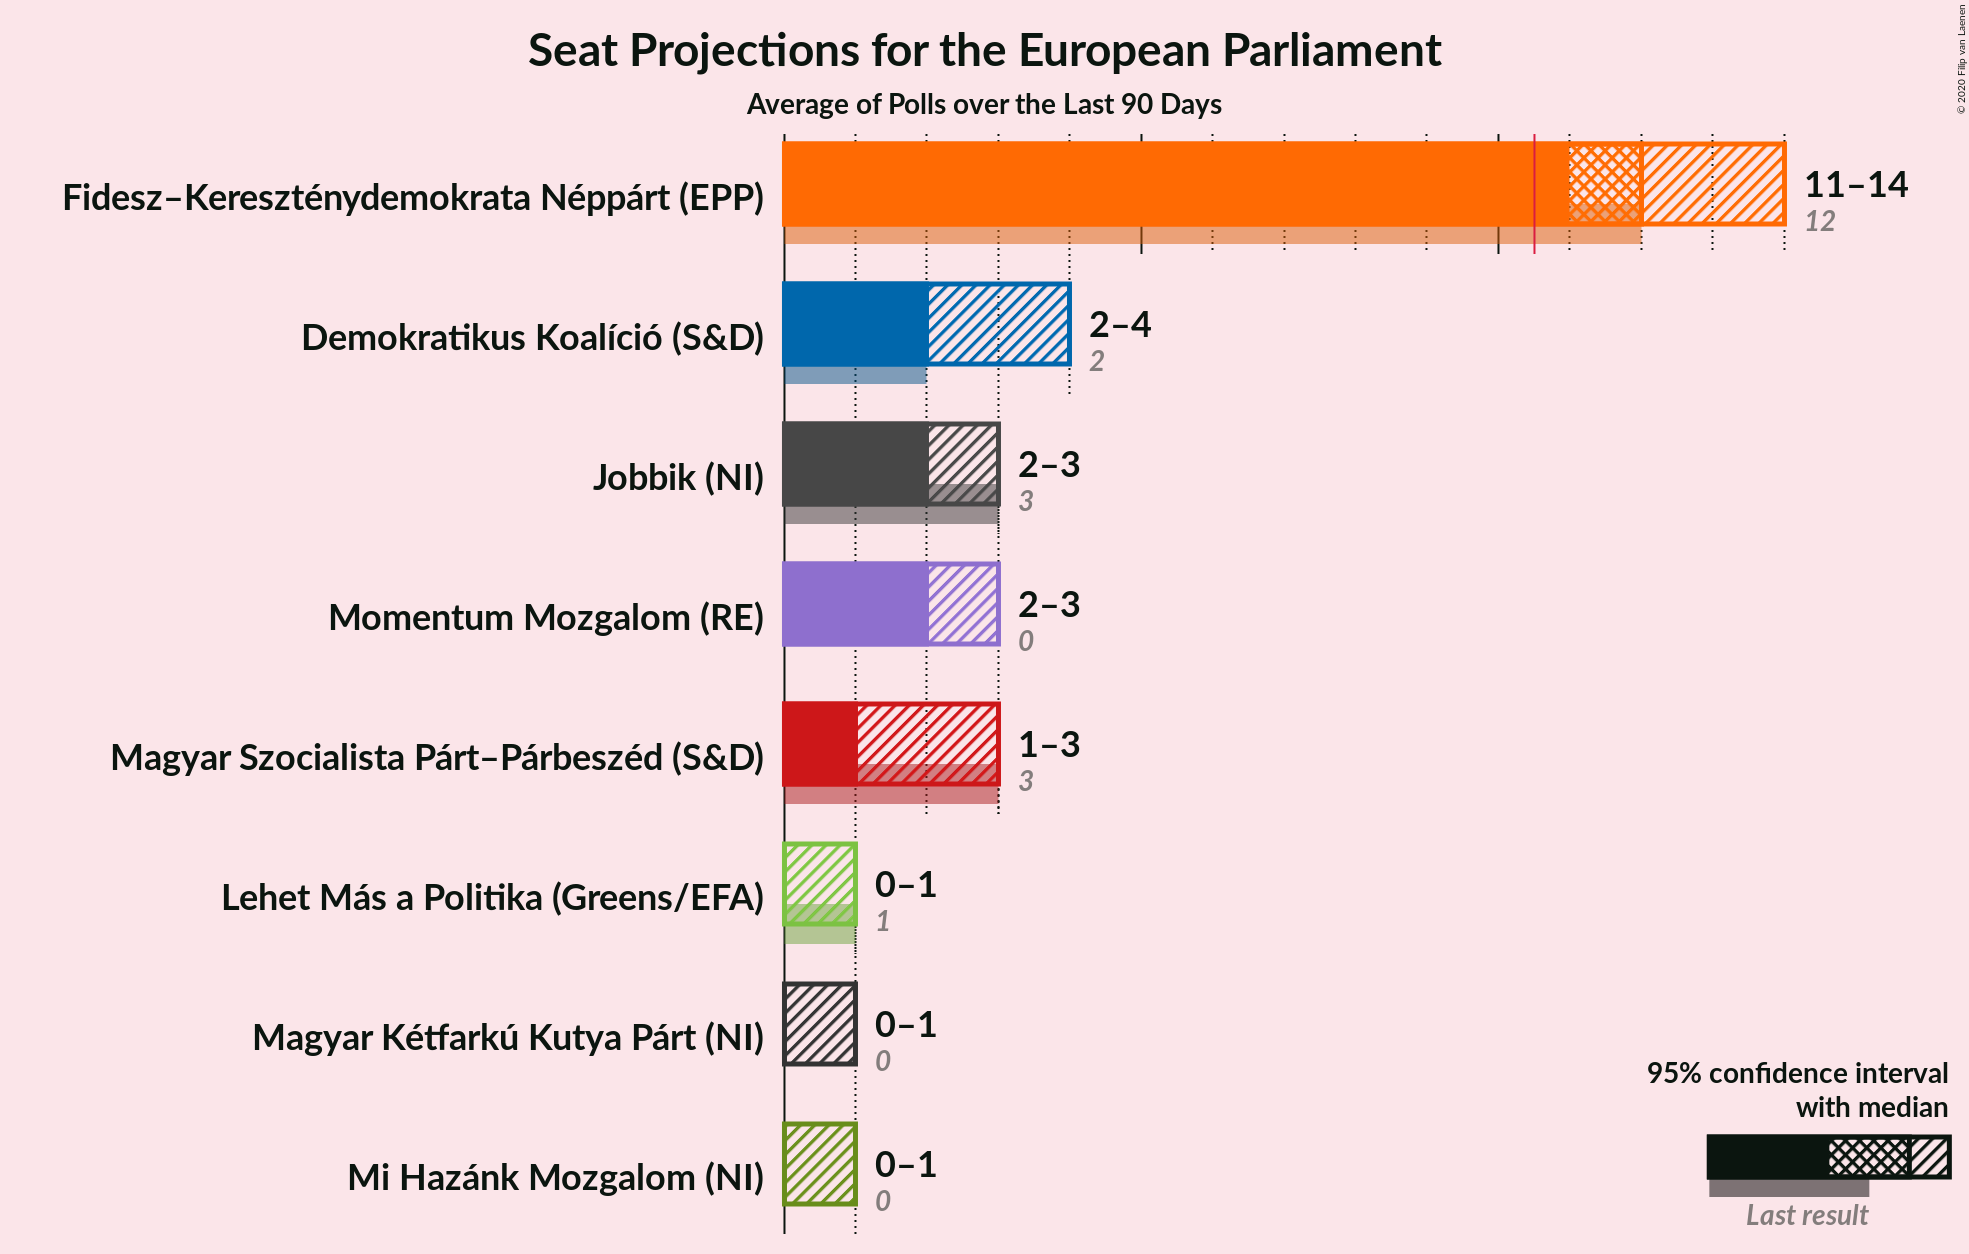 Seat Projections for the European Parliament
Average of Polls over the Last 90 Days
© 2020 Filip van Laenen
Fidesz–Kereszténydemokrata Néppárt (EPP)
11–14
12
Demokratikus Koalíció (S&D)
2–4
2
Jobbik (NI)
2–3
3
Momentum Mozgalom (RE)
2–3
0
Magyar Szocialista Párt–Párbeszéd (S&D)
1–3
3
Lehet Más a Politika (Greens/EFA)
0–1
1
Magyar Kétfarkú Kutya Párt (NI)
0–1
0
Mi Hazánk Mozgalom (NI)
0–1
0
95% confidence interval
with median
Last result